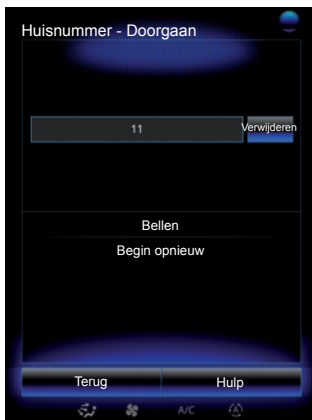 Huisnummer - Doorgaan
11 Verwijderen
Bellen
Begin opnieuw
Terug Hulp
A/C A